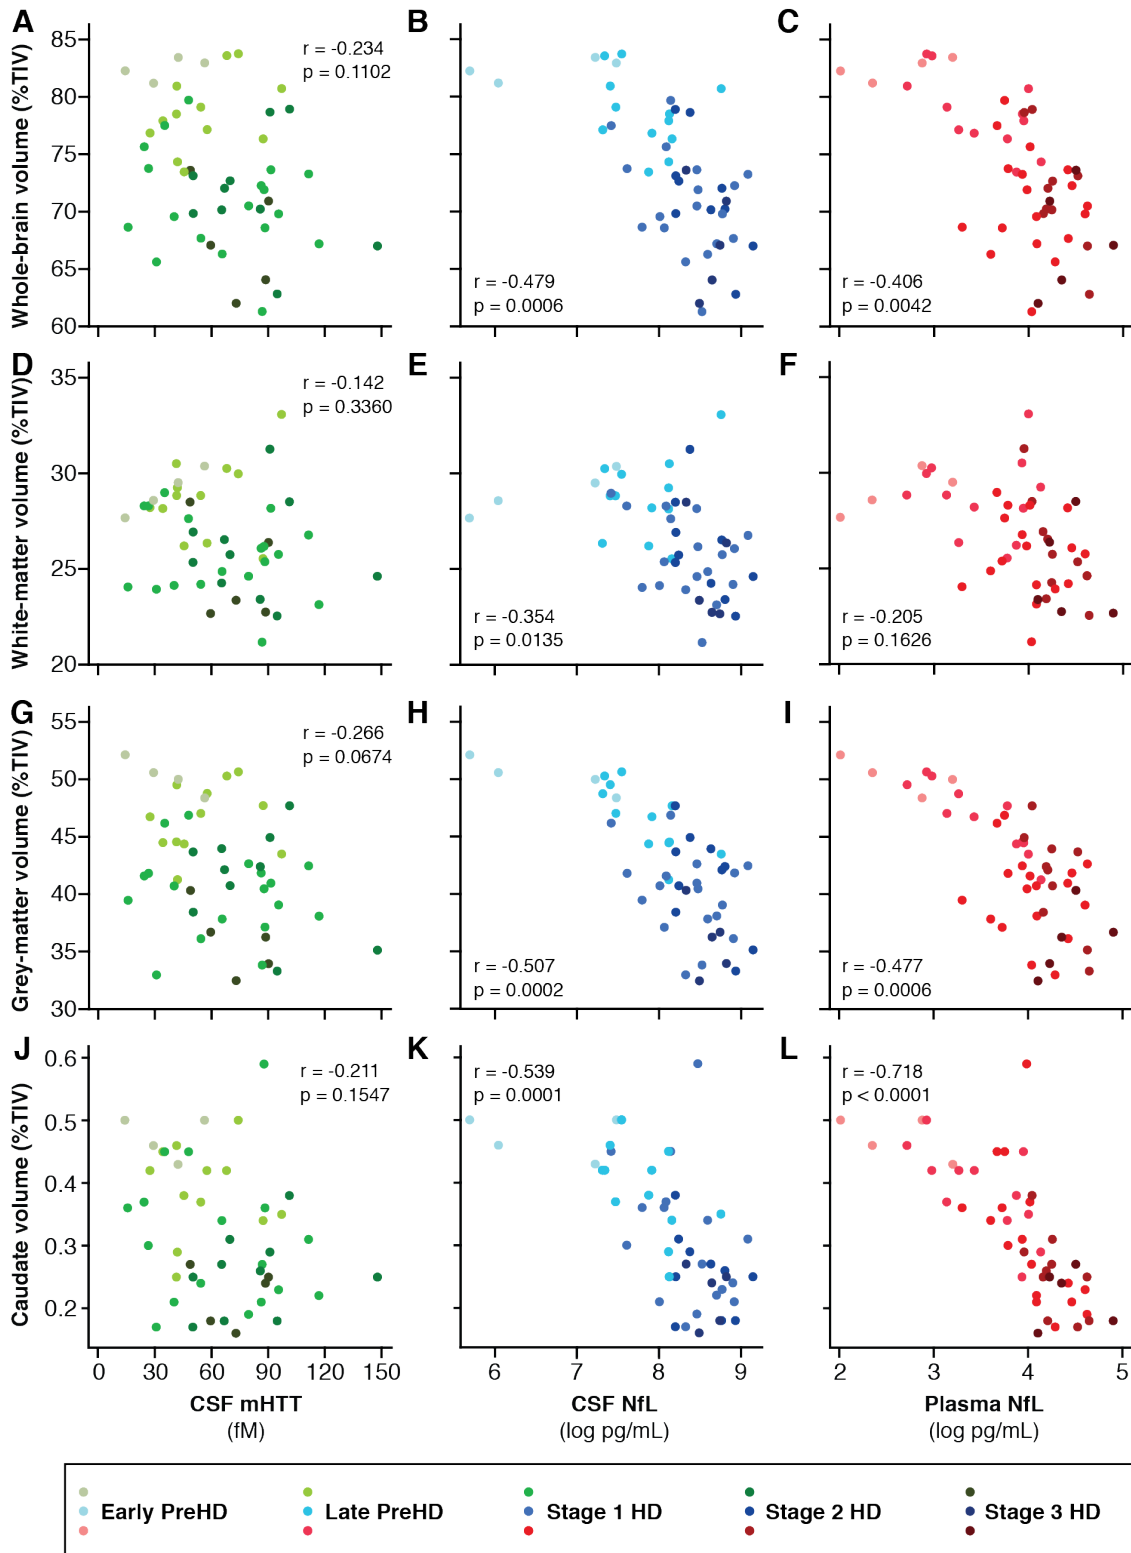 A
B
C
Whole-brain volume (%TIV)
85
80
75
70
65
60
r = -0.234
p = 0.1102
r = -0.479
p = 0.0006
r = -0.406
p = 0.0042
D
E
F
White-matter volume (%TIV)
35
30
25
20
r = -0.142
p = 0.3360
r = -0.354
p = 0.0135
r = -0.205
p = 0.1626
G
H
I
Grey-matter volume (%TIV)
55
50
45
40
35
30
r = -0.266
p = 0.0674
r = -0.507
p = 0.0002
r = -0.477
p = 0.0006
J
K
L
Caudate volume (%TIV)
0.6
0.5
0.4
0.3
0.2
r = -0.211
p = 0.1547
r = -0.539
p = 0.0001
r = -0.718
p < 0.0001
0 30 60 90 120 150
6 7 8 9
2 3 4 5
CSF mHTT
(fM)
CSF NfL
(log pg/mL)
Plasma NfL
(log pg/mL)
Early PreHD
Late PreHD
Stage 1 HD
Stage 2 HD
Stage 3 HD